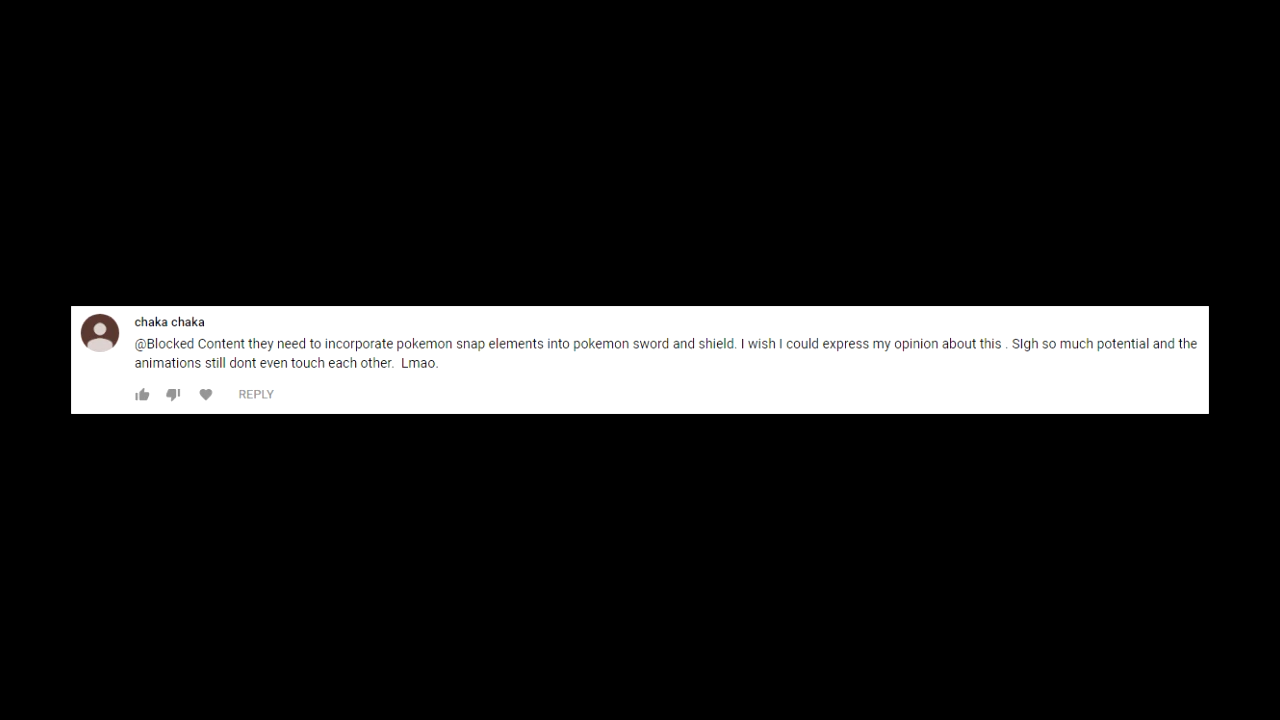 chaka chaka
@Blocked Content they need to incorporate pokemon snap elements into pokemon sword and shield. I wish I could express my opinion about this . SIgh so much potential and the
animations still dont even touch each other.  Lmao.
REPLY